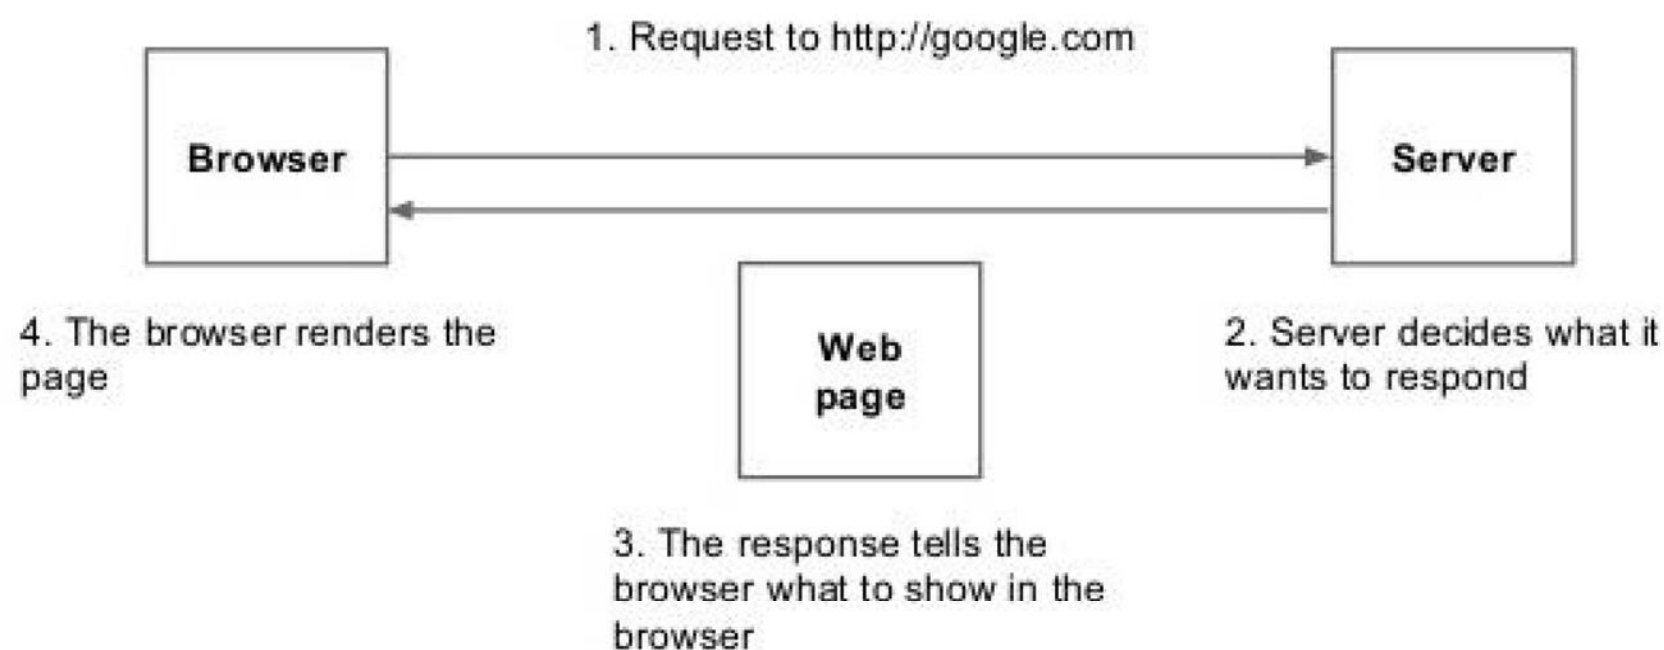 1. Request to http://google.com
Browser
Server
4. The browser renders the
page
Web
page
2. Server decides what it
wants to respond
3. The response tells the
browser what to show in the
browser